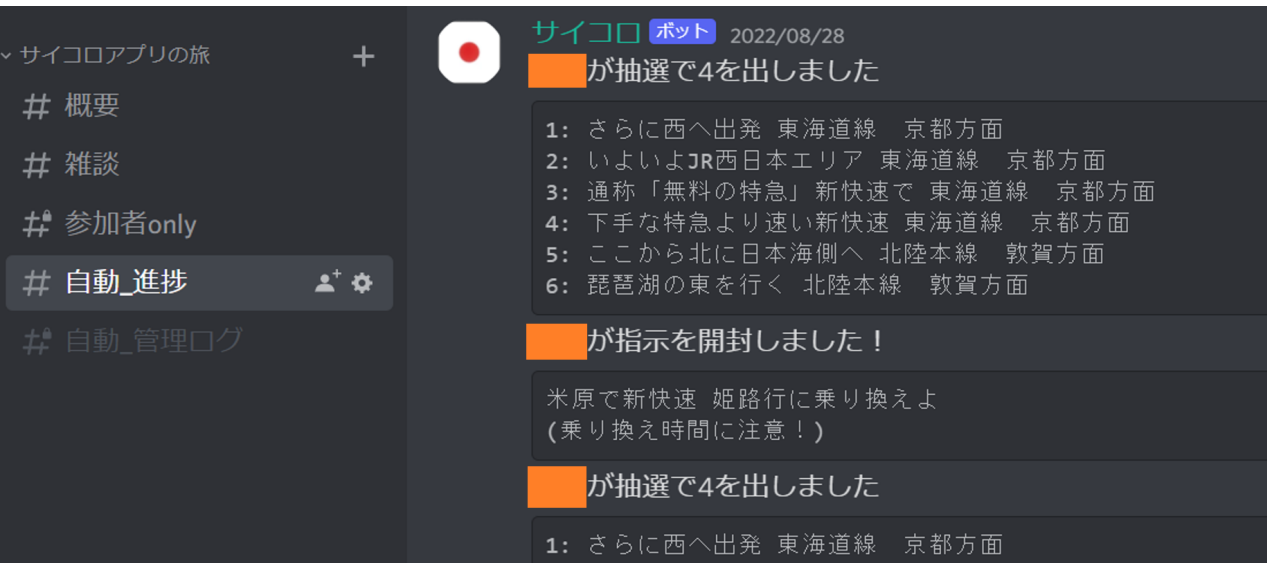 サイコロアプリの旅
# 概要
# 雑談
# 参加者only
# 自動_進捗
# 自動_管理ログ
サイコロ ボット 2022/08/28
が抽選で4を出しました
1: さらに西へ出発 東海道線　京都方面
2: いよいよJR西日本エリア 東海道線　京都方面
3: 通称「無料の特急」新快速で 東海道線　京都方面
4: 下手な特急より速い新快速 東海道線　京都方面
5: ここから北に日本海側へ 北陸本線　敦賀方面
6: 琵琶湖の東を行く 北陸本線　敦賀方面
が指示を開封しました！
米原で新快速 姫路行に乗り換えよ
(乗り換え時間に注意！)
が抽選で4を出しました
1: さらに西へ出発 東海道線　京都方面